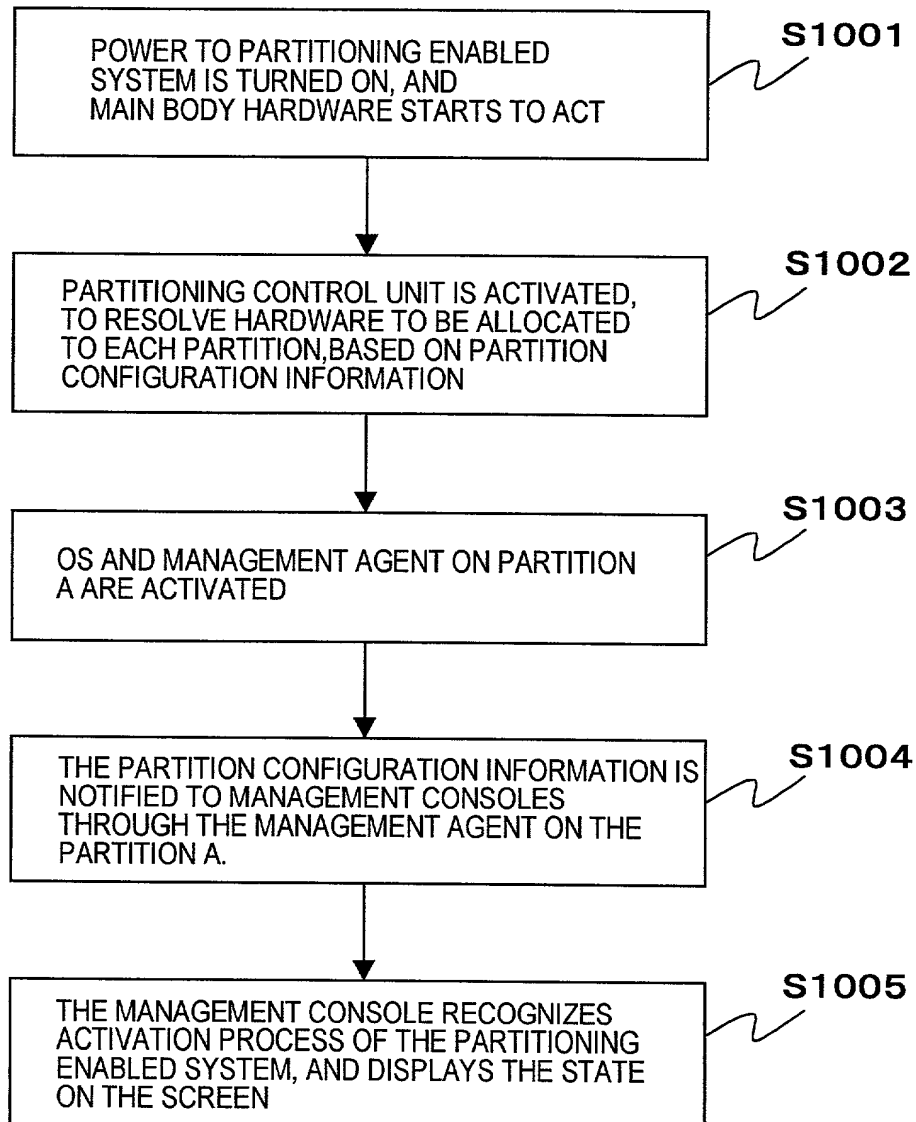 S1001
POWER TO PARTITIONING ENABLED
SYSTEM IS TURNED ON, AND
MAIN BODY HARDWARE STARTS TO ACT
S1002
PARTITIONING CONTROL UNIT IS ACTIVATED,
TO RESOLVE HARDWARE TO BE ALLOCATED
TO EACH PARTITION,BASED ON PARTITION
CONFIGURATION INFORMATION
S1003
OS AND MANAGEMENT AGENT ON PARTITION
A ARE ACTIVATED
S1004
THE PARTITION CONFIGURATION INFORMATION IS
NOTIFIED TO MANAGEMENT CONSOLES
THROUGH THE MANAGEMENT AGENT ON THE
PARTITION A.
S1005
THE MANAGEMENT CONSOLE RECOGNIZES
ACTIVATION PROCESS OF THE PARTITIONING
ENABLED SYSTEM, AND DISPLAYS THE STATE
ON THE SCREEN